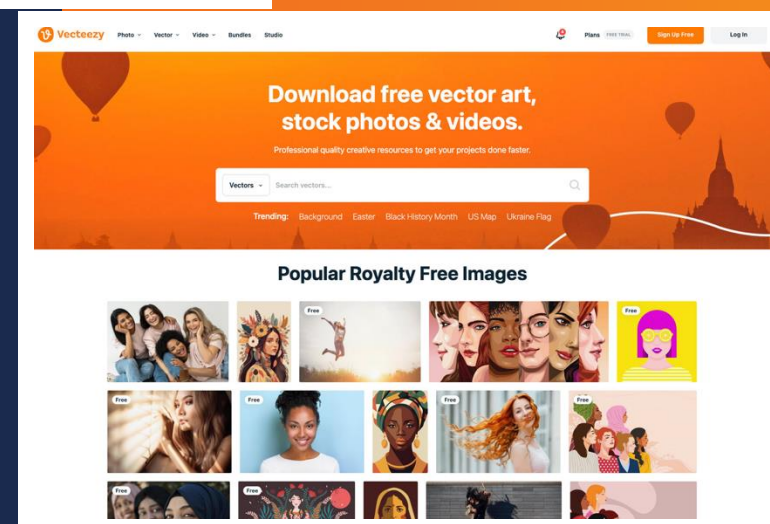 Vecteezy Photo Vector Video Bundles Studio 
Plans FREE TRIAL Sign Up Free Log In
Download free vector art,
stock photos & videos.
Professional quality creative resources to get your projects done faster.
Vectors Search vectors...
Trending: Background Easter Black History Month US Map Ukraine Flag
Popular Royalty Free Images
Free Free
Free Free Free Free
Free Free